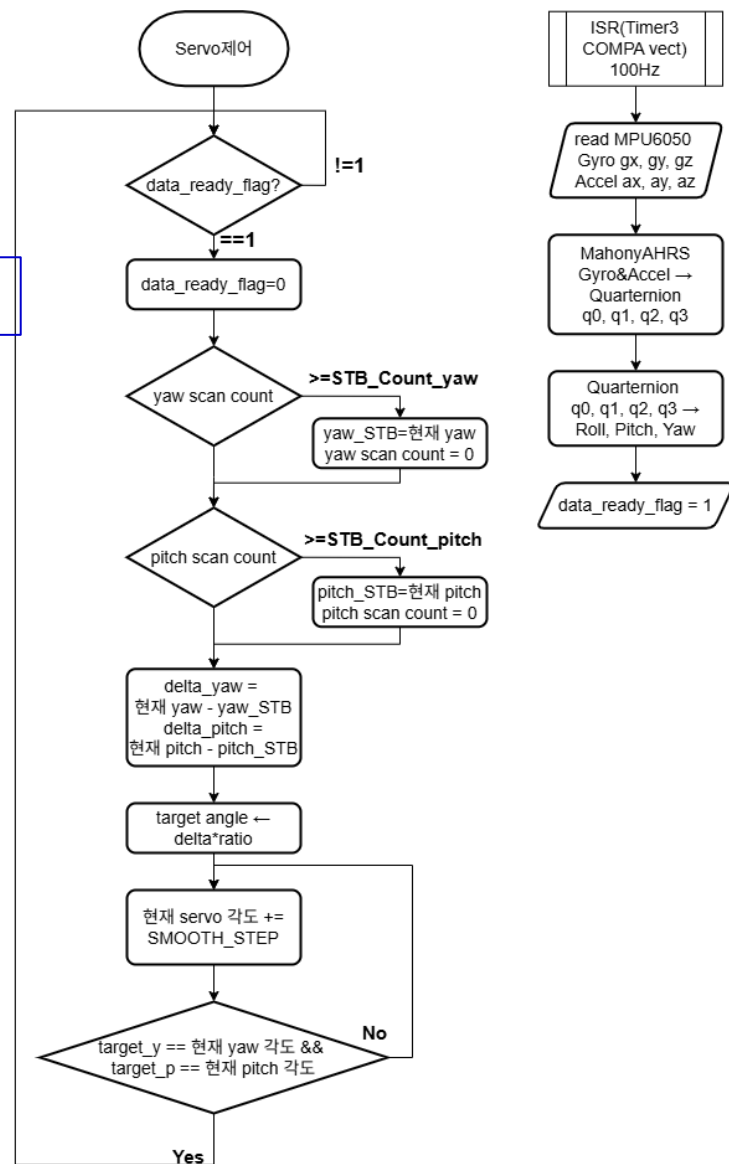 Servo제어
data_ready_flag?
!=1
==1
data_ready_flag=0
yaw scan count
>=STB_Count_yaw
yaw_STB=현재 yaw
yaw scan count = 0
pitch scan count
>=STB_Count_pitch
pitch_STB=현재 pitch
pitch scan count = 0
delta_yaw =
현재 yaw - yaw_STB
delta_pitch =
현재 pitch - pitch_STB
target angle ←
delta*ratio
현재 servo 각도 +=
SMOOTH_STEP
target_y == 현재 yaw 각도 &&
target_p == 현재 pitch 각도
No
Yes
ISR(Timer3
COMPA vect)
100Hz
read MPU6050
Gyro gx, gy, gz
Accel ax, ay, az
MahonyAHRS
Gyro&Accel →
Quarternion
q0, q1, q2, q3
Quarternion
q0, q1, q2, q3 →
Roll, Pitch, Yaw
data_ready_flag = 1